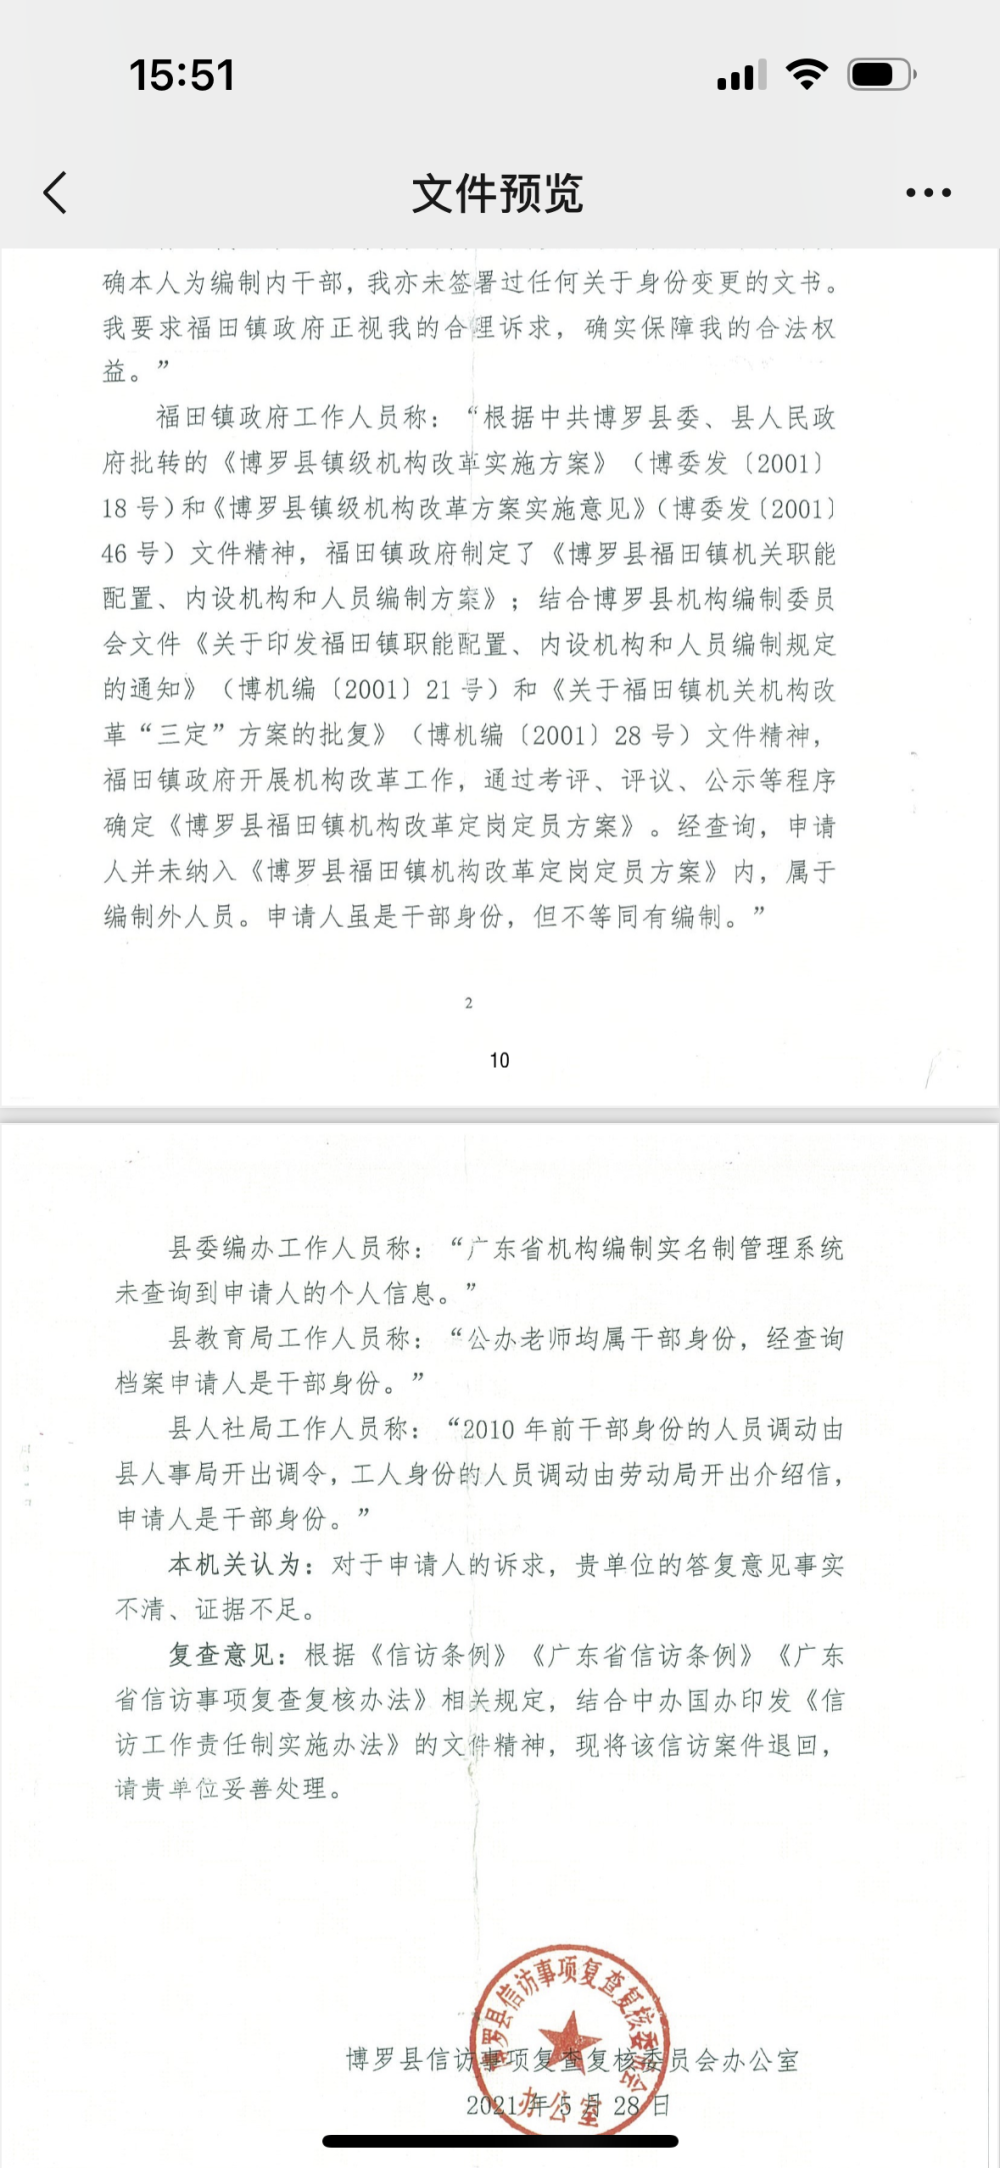 15:51
文件预览
确本人为编制内干部，我亦未签署过任何关于身份变更的文书。
我要求福田镇政府正视我的合理诉求，确实保障我的合法权
益。”
福田镇政府工作人员称：“根据中共博罗县委、县人民政
府批转的《博罗县镇级机构改革实施方案》（博委发〔2001〕
18 号）和《博罗县镇级机构改革方案实施意见》（博委发〔2001〕
46 号）文件精神，福田镇政府制定了《博罗县福田镇机关职能
配置、内设机构和人员编制方案》；结合博罗县机构编制委员
会文件《关于印发福田镇职能配置、内设机构和人员编制规定
的通知》（博机编〔2001〕21 号）和《关于福田镇机关机构改
革“三定”方案的批复》（博机编〔2001〕28 号）文件精神，
福田镇政府开展机构改革工作，通过考评、评议、公示等程序
确定《博罗县福田镇机构改革定岗定员方案》。经查询，申请
人并未纳入《博罗县福田镇机构改革定岗定员方案》内，属于
编制外人员。申请人虽是干部身份，但不等同有编制。”
2
10
县委编办工作人员称：“广东省机构编制实名制管理系统
未查询到申请人的个人信息。”
县教育局工作人员称：“公办老师均属干部身份，经查询
档案申请人是干部身份。”
县人社局工作人员称：“2010 年前干部身份的人员调动由
县人事局开出调令，工人身份的人员调动由劳动局开出介绍信，
申请人是干部身份。”
本机关认为：对于申请人的诉求，贵单位的答复意见事实
不清、证据不足。
复查意见：根据《信访条例》《广东省信访条例》《广东
省信访事项复查复核办法》相关规定，结合中办国办印发《信
访工作责任制实施办法》的文件精神，现将该信访案件退回，
请贵单位妥善处理。
博罗县信访事项复查复核委员会办公室
2021 年 5 月 28 日
博罗县信访事项复查复核委员会
办公室